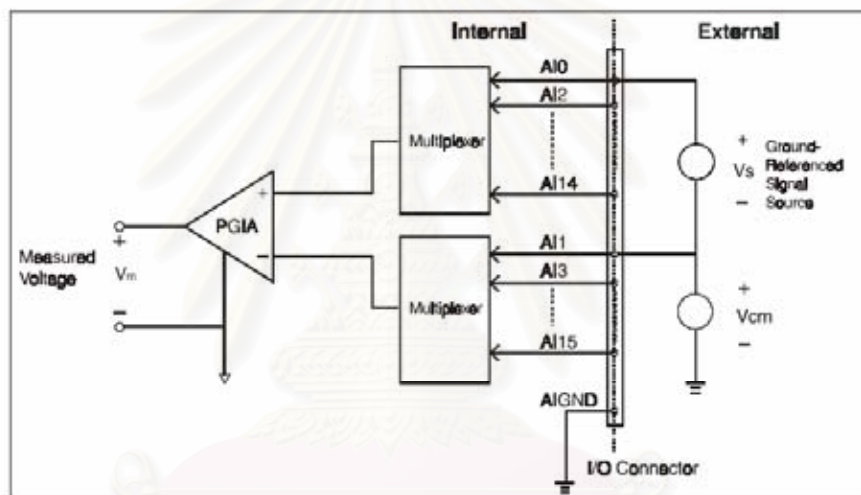 Internal
External
AI0
AI2
Multiplexer
AI14
+
PGIA
−
Measured
Voltage
+
Vm
−
AI1
AI3
Multiplexer
AI15
AIGND
I/O Connector
+
Vs
−
Ground-
Referenced
Signal
Source
+
Vcm
−